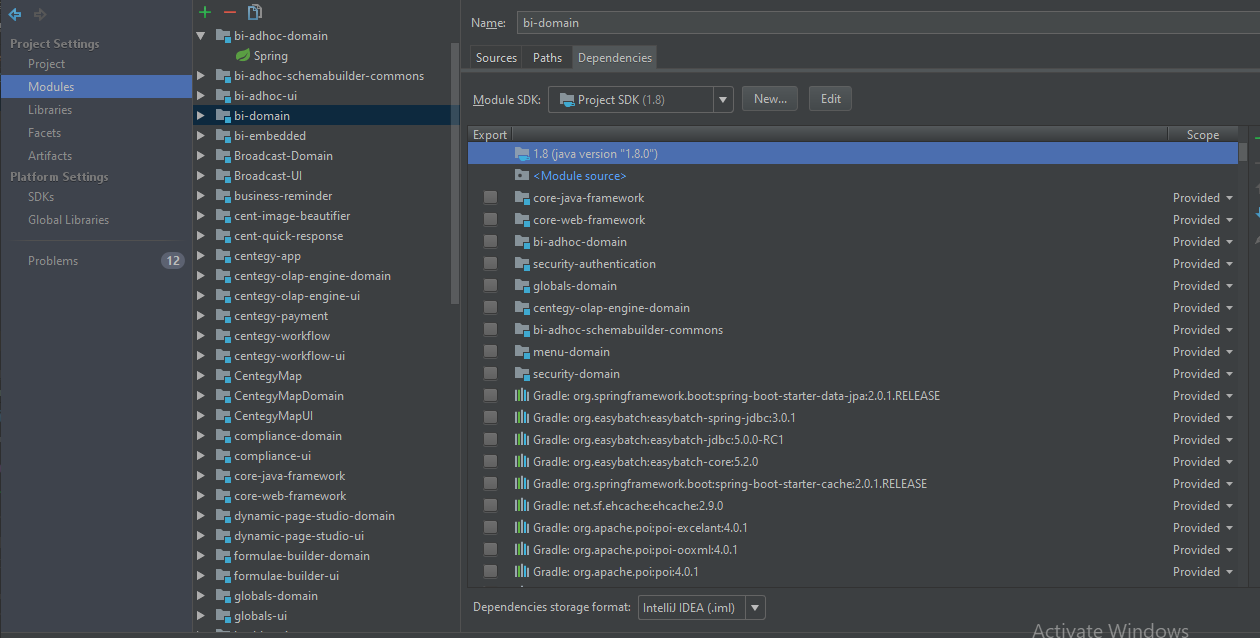 Project Settings
Project
Modules
Libraries
Facets
Artifacts
Platform Settings
SDKs
Global Libraries
Problems 12
bi-adhoc-domain
Spring
bi-adhoc-schemabuilder-commons
bi-adhoc-ui
bi-domain
bi-embedded
Broadcast-Domain
Broadcast-UI
business-reminder
cent-image-beautifier
cent-quick-response
centegy-app
centegy-olap-engine-domain
centegy-olap-engine-ui
centegy-payment
centegy-workflow
centegy-workflow-ui
CentegyMap
CentegyMapDomain
CentegyMapUI
compliance-domain
compliance-ui
core-java-framework
core-web-framework
dynamic-page-studio-domain
dynamic-page-studio-ui
formulae-builder-domain
formulae-builder-ui
globals-domain
globals-ui
Name: bi-domain
Sources Paths Dependencies
Module SDK: Project SDK (1.8) New... Edit
Export Scope
1.8 (java version "1.8.0")
<Module source>
core-java-framework Provided
core-web-framework Provided
bi-adhoc-domain Provided
security-authentication Provided
globals-domain Provided
centegy-olap-engine-domain Provided
bi-adhoc-schemabuilder-commons Provided
menu-domain Provided
security-domain Provided
Gradle: org.springframework.boot:spring-boot-starter-data-jpa:2.0.1.RELEASE Provided
Gradle: org.easybatch:easybatch-spring-jdbc:3.0.1 Provided
Gradle: org.easybatch:easybatch-jdbc:5.0.0-RC1 Provided
Gradle: org.easybatch:easybatch-core:5.2.0 Provided
Gradle: org.springframework.boot:spring-boot-starter-cache:2.0.1.RELEASE Provided
Gradle: net.sf.ehcache:ehcache:2.9.0 Provided
Gradle: org.apache.poi:poi-excelant:4.0.1 Provided
Gradle: org.apache.poi:poi-ooxml:4.0.1 Provided
Gradle: org.apache.poi:poi:4.0.1 Provided
Dependencies storage format: IntelliJ IDEA (.iml)
Activate Windows